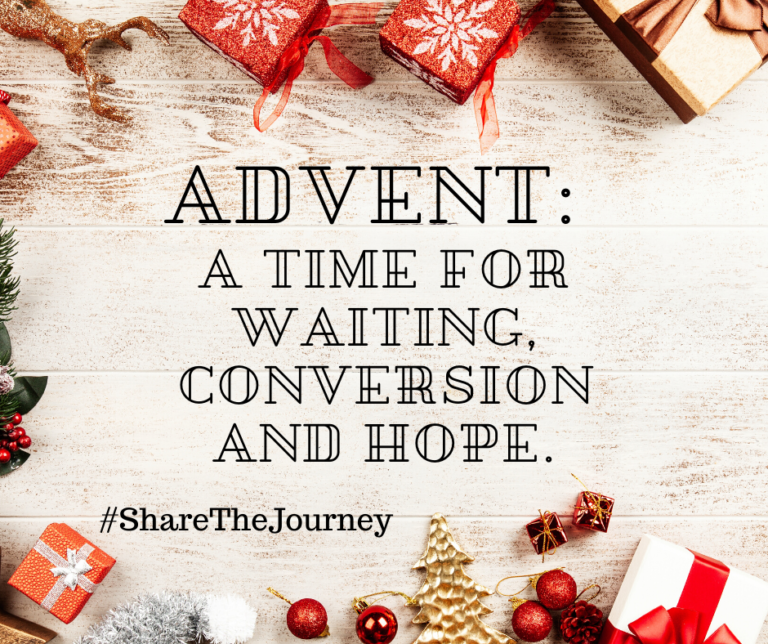 ADVENT:
A TIME FOR
WAITING,
CONVERSION
AND HOPE.
#ShareTheJourney